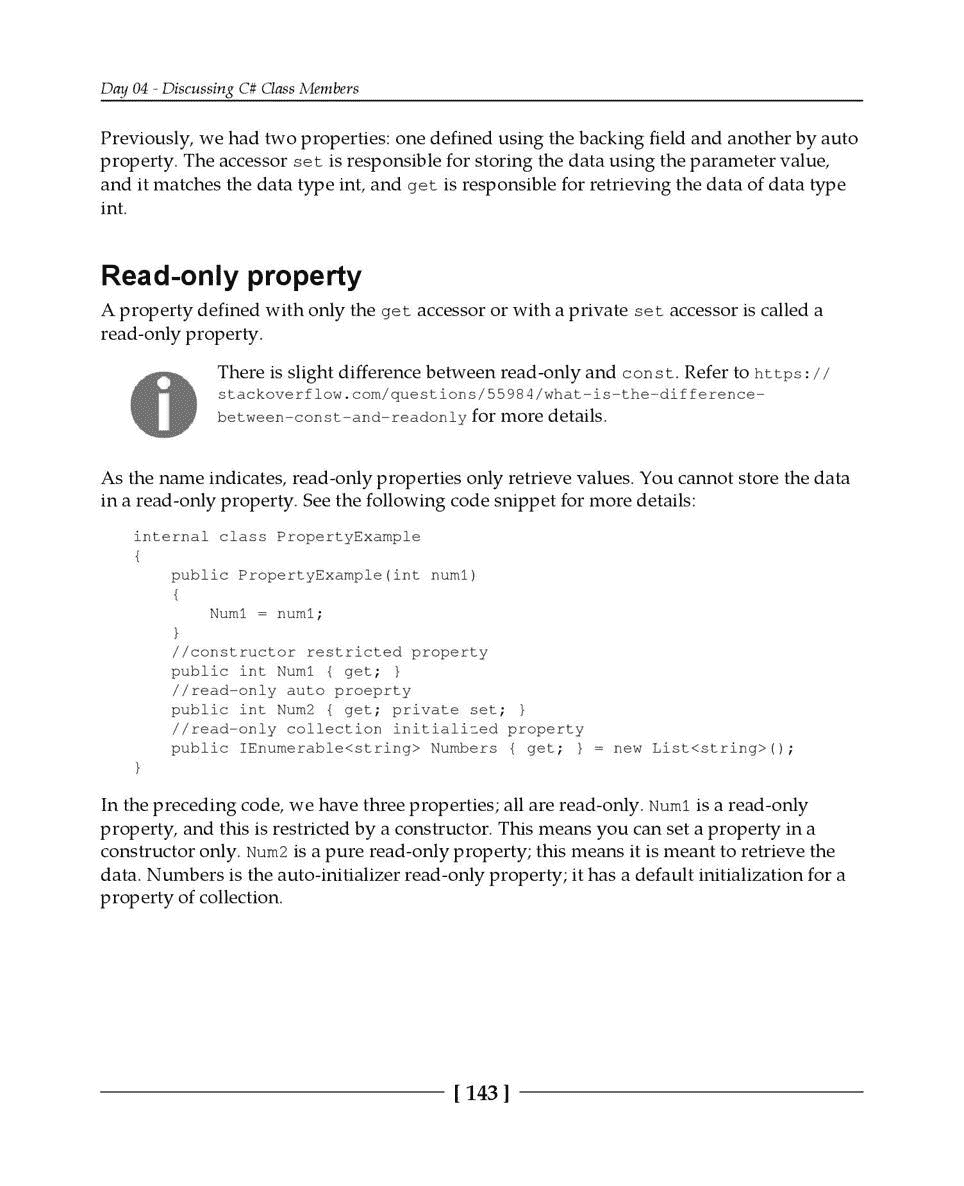 Day 04 - Discussing C# Class Members
Previously, we had two properties: one defined using the backing field and another by auto
property. The accessor set is responsible for storing the data using the parameter value,
and it matches the data type int, and get is responsible for retrieving the data of data type
int.
Read-only property
A property defined with only the get accessor or with a private set accessor is called a
read-only property.
There is slight difference between read-only and const. Refer to https://
stackoverflow.com/questions/55984/what-is-the-difference-
between-const-and-readonly for more details.
As the name indicates, read-only properties only retrieve values. You cannot store the data
in a read-only property. See the following code snippet for more details:
internal class PropertyExample
{
    public PropertyExample(int num1)
    {
        Num1 = num1;
    }
    //constructor restricted property
    public int Num1 { get; }
    //read-only auto proeprty
    public int Num2 { get; private set; }
    //read-only collection initialized property
    public IEnumerable<string> Numbers { get; } = new List<string>();
}
In the preceding code, we have three properties; all are read-only. Num1 is a read-only
property, and this is restricted by a constructor. This means you can set a property in a
constructor only. Num2 is a pure read-only property; this means it is meant to retrieve the
data. Numbers is the auto-initializer read-only property; it has a default initialization for a
property of collection.
[ 143 ]